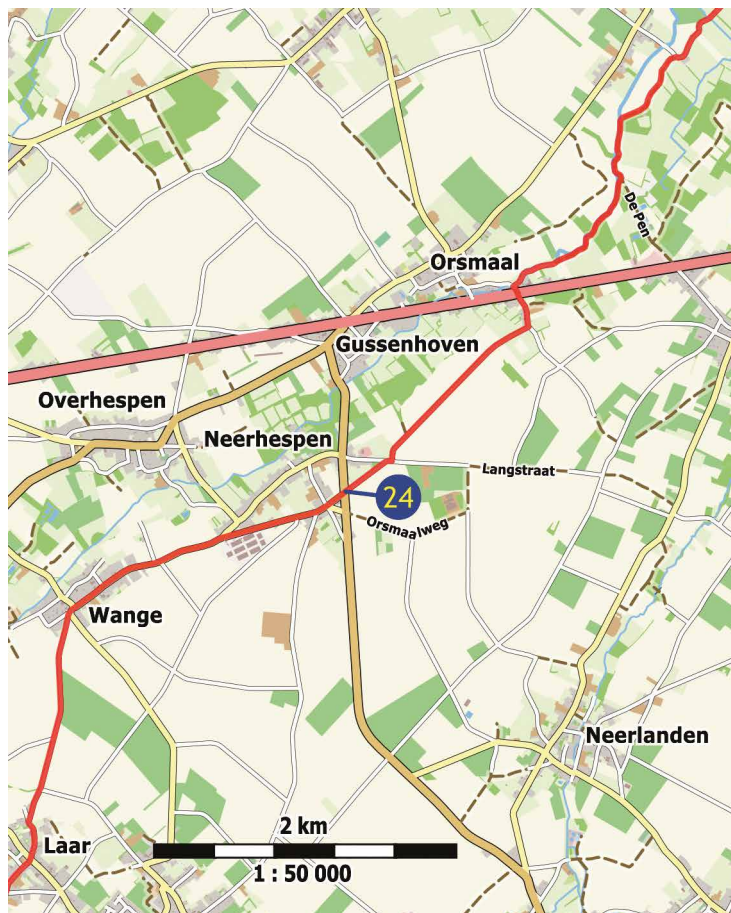 De Pen
Orsmaal
Gussenhoven
Overhespen
Neerhespen
Langstraat
24
Orsmaalweg
Wange
Neerlanden
2 km
Laar
1 : 50 000